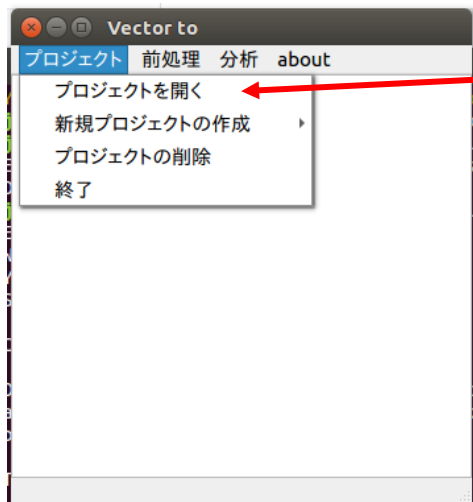 Vector to
プロジェクト 前処理 分析 about
プロジェクトを開く
新規プロジェクトの作成
プロジェクトの削除
終了